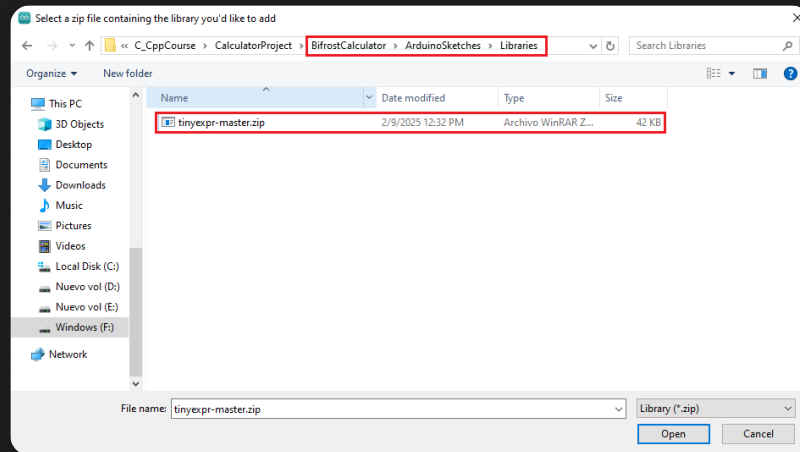 Select a zip file containing the library you'd like to add
« C_CppCourse > CalculatorProject > BifrostCalculator > ArduinoSketches > Libraries
Search Libraries
Organize
New folder
This PC
3D Objects
Desktop
Documents
Downloads
Music
Pictures
Videos
Local Disk (C:)
Nuevo vol (D:)
Nuevo vol (E:)
Windows (F:)
Network
Name Date modified Type Size
tinyexpr-master.zip 2/9/2025 12:32 PM Archivo WinRAR Z... 42 KB
File name: tinyexpr-master.zip
Library (*.zip)
Open
Cancel